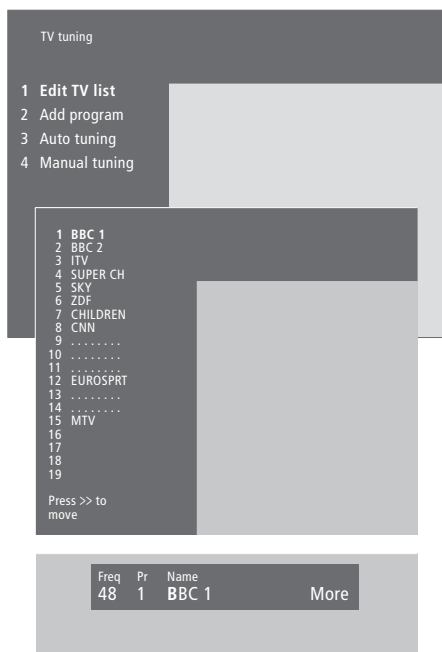 TV tuning
1 Edit TV list
2 Add program
3 Auto tuning
4 Manual tuning
1 BBC 1
2 BBC 2
3 ITV
4 SUPER CH
5 SKY
6 ZDF
7 CHILDREN
8 CNN
9 . . . . . . . .
10 . . . . . . . .
11 . . . . . . . .
12 EUROSPRT
13 . . . . . . . .
14 . . . . . . . .
15 MTV
16
17
18
19
Press >> to
move
Freq Pr Name
48 1 BBC 1 More